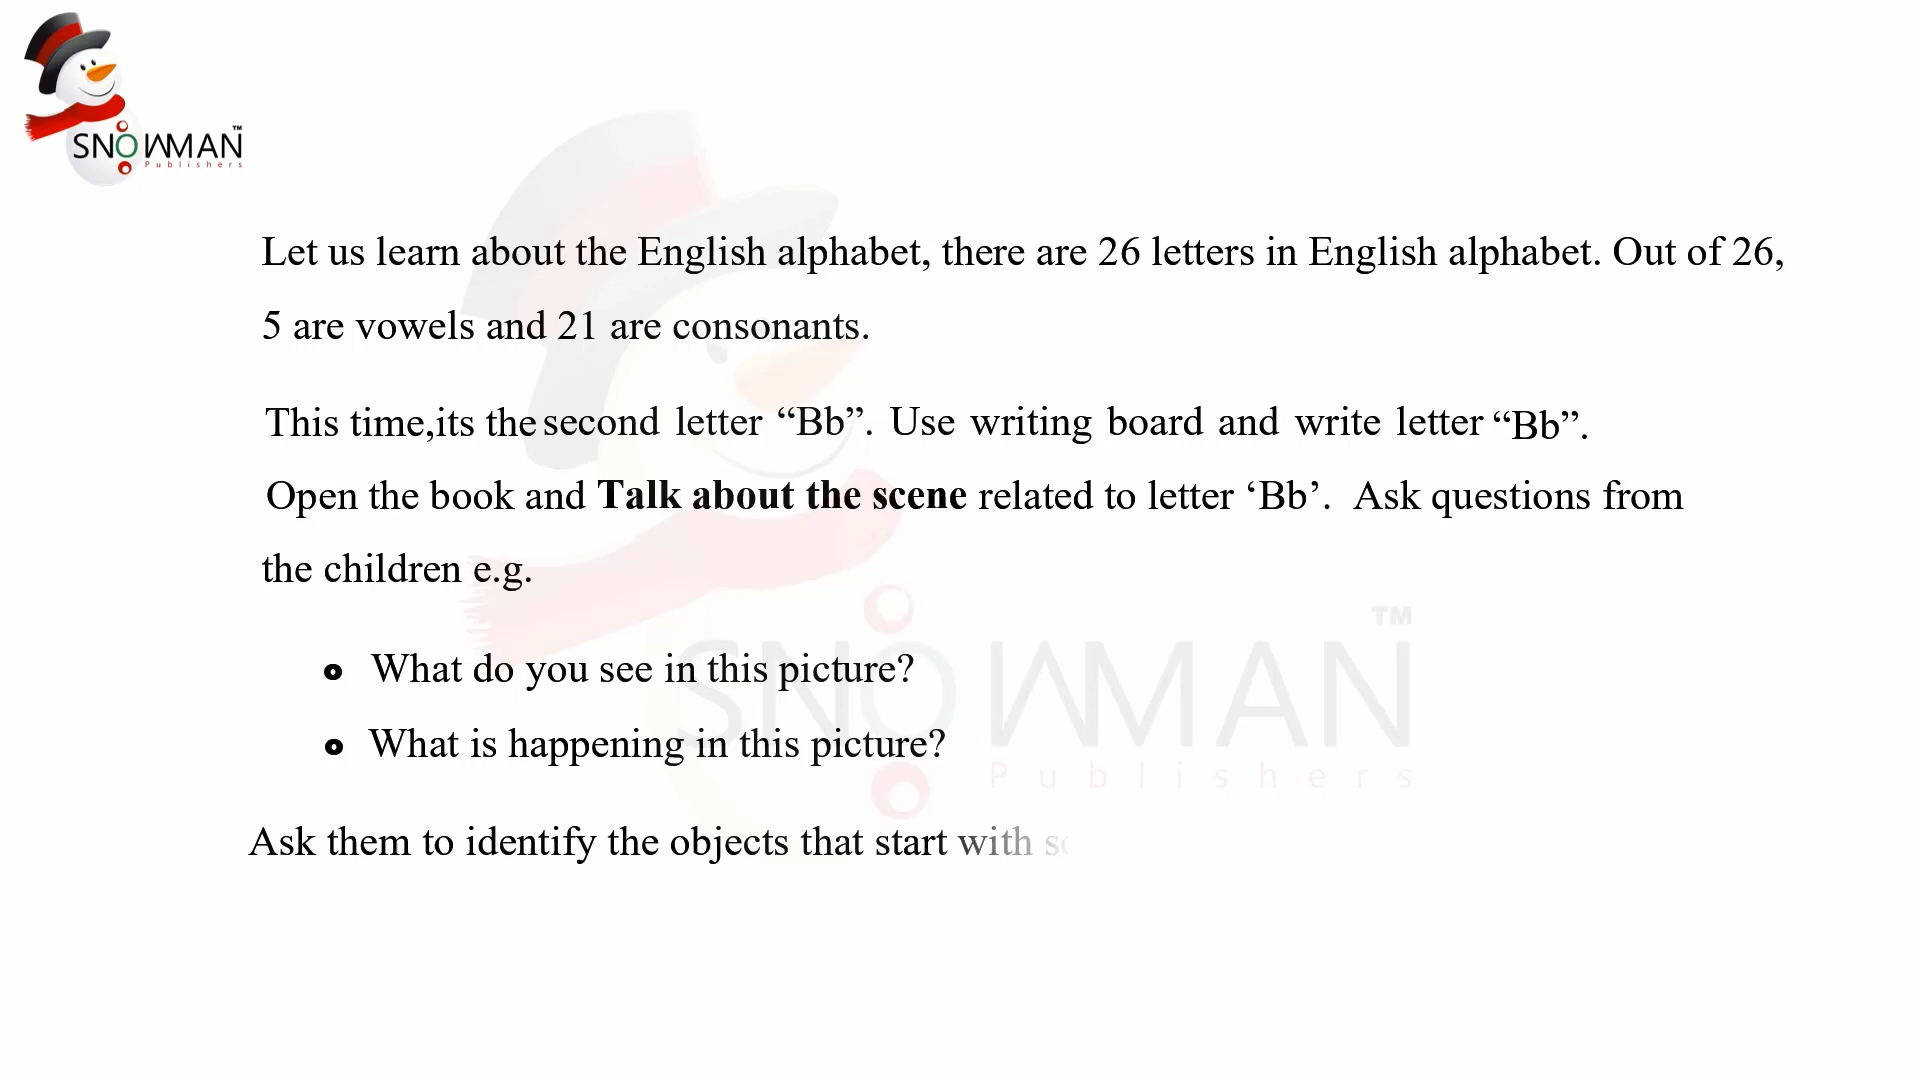 SNOWMAN™
Publishers
Let us learn about the English alphabet, there are 26 letters in English alphabet. Out of 26,
5 are vowels and 21 are consonants.
This time,its the second letter “Bb”. Use writing board and write letter “Bb”.
Open the book and Talk about the scene related to letter ‘Bb’. Ask questions from
the children e.g.
What do you see in this picture?
What is happening in this picture?
SNOWMAN™
Publishers
Ask them to identify the objects that start with